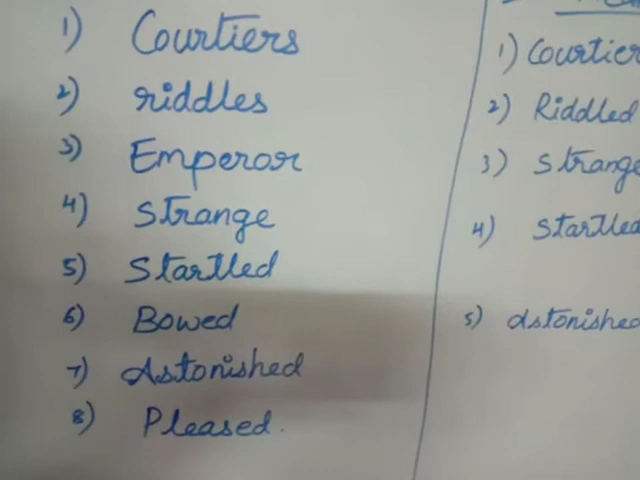 1) Courtiers
2) riddles
3) Emperor
4) Strange
5) Startled
6) Bowed
7) Astonished
8) Pleased.
1) Courtier
2) Riddled
3) Strange
4) Startled
5) Astonished